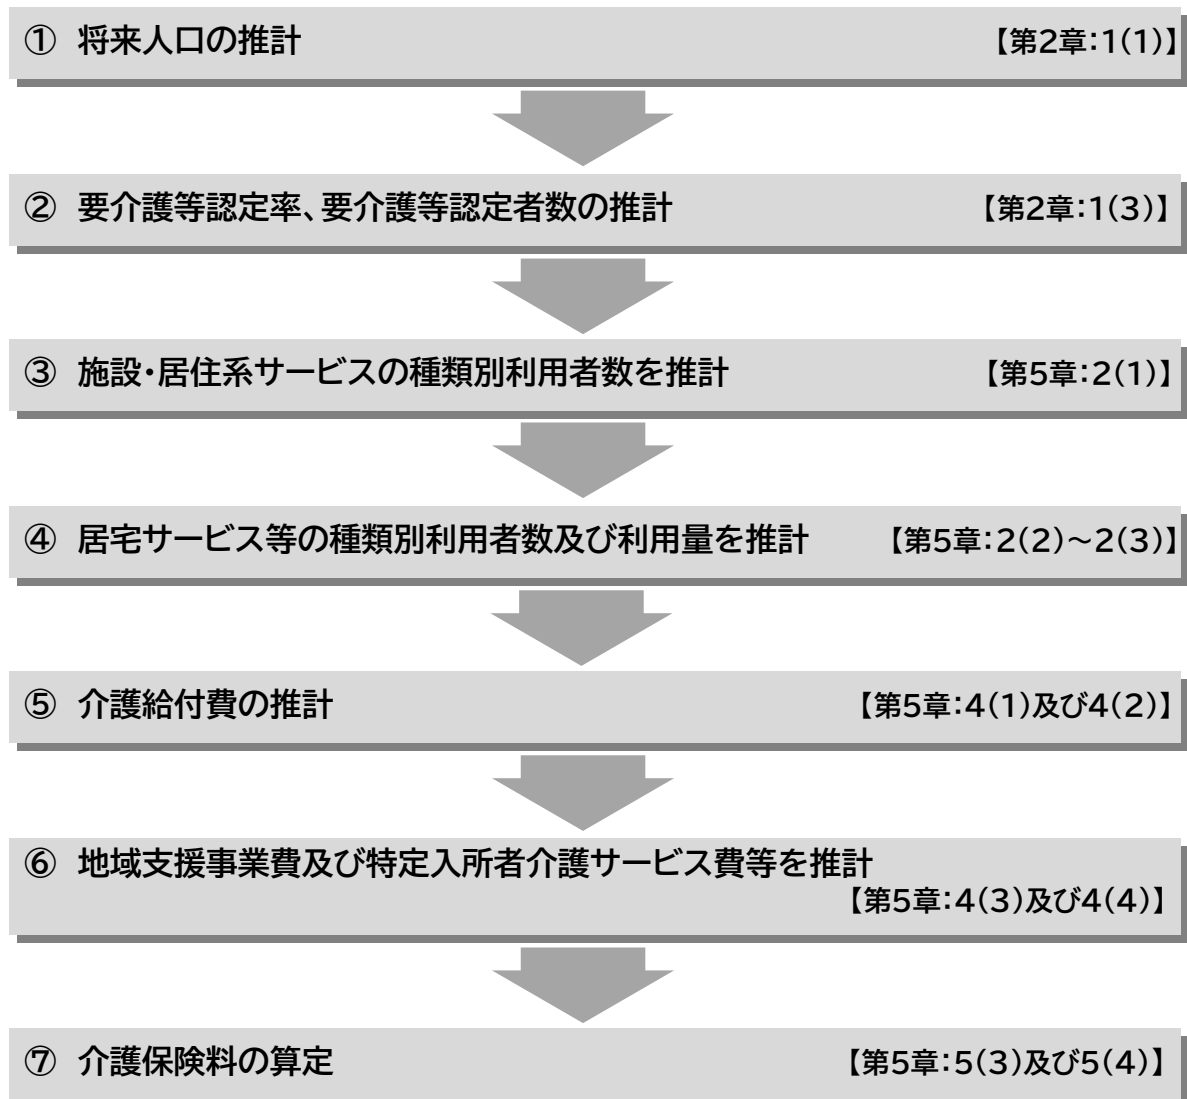 ① 将来人口の推計 【第2章：1(1)】
② 要介護等認定率、要介護等認定者数の推計 【第2章：1(3)】
③ 施設・居住系サービスの種類別利用者数を推計 【第5章：2(1)】
④ 居宅サービス等の種類別利用者数及び利用量を推計 【第5章：2(2)～2(3)】
⑤ 介護給付費の推計 【第5章：4(1)及び4(2)】
⑥ 地域支援事業費及び特定入所者介護サービス費等を推計
【第5章：4(3)及び4(4)】
⑦ 介護保険料の算定 【第5章：5(3)及び5(4)】